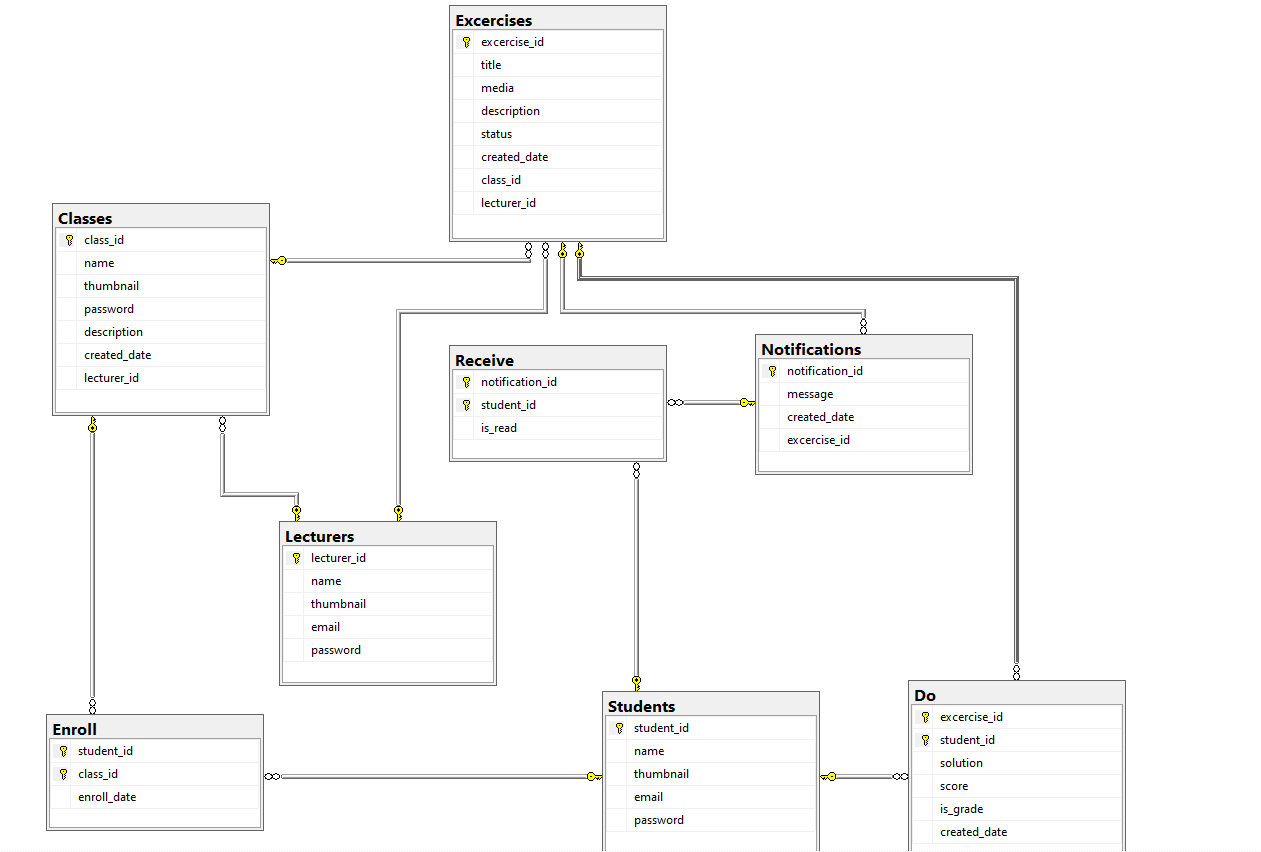 Excercises
excercise_id
title
media
description
status
created_date
class_id
lecturer_id
Classes
class_id
name
thumbnail
password
description
created_date
lecturer_id
Receive
notification_id
student_id
is_read
Notifications
notification_id
message
created_date
excercise_id
Lecturers
lecturer_id
name
thumbnail
email
password
Enroll
student_id
class_id
enroll_date
Students
student_id
name
thumbnail
email
password
Do
excercise_id
student_id
solution
score
is_grade
created_date